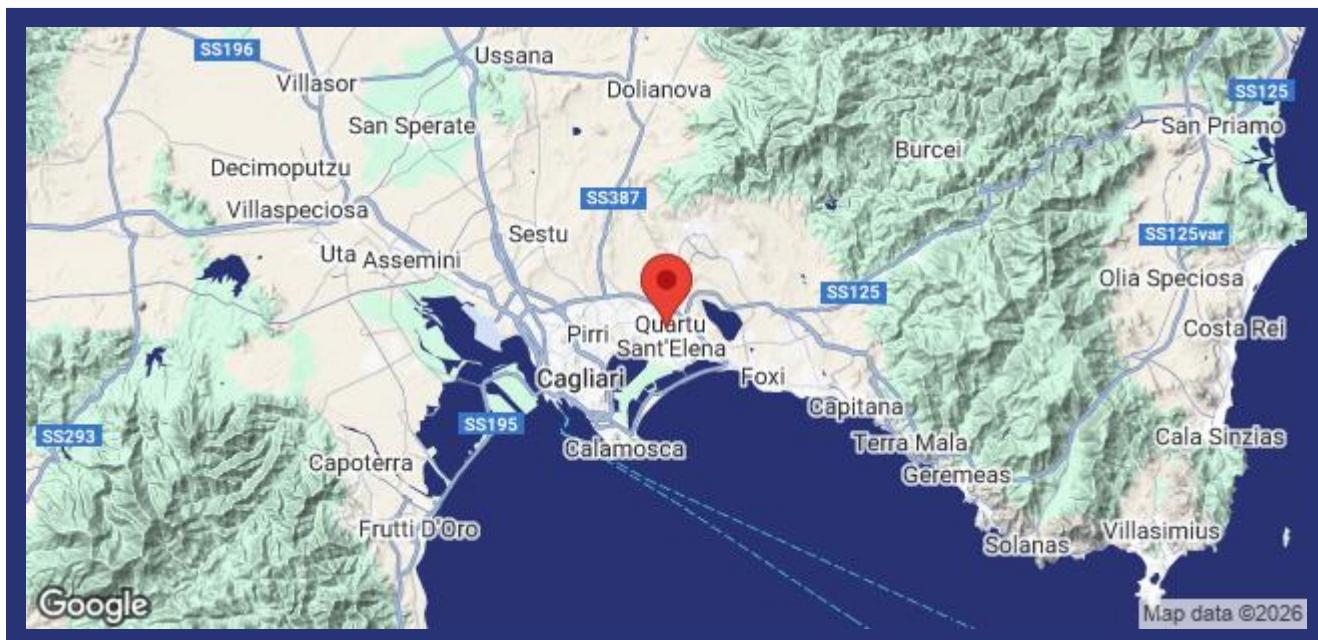 SS196
Ussana
Villasor
Dolianova
SS125
San Sperate
San Priamo
Burcei
Decimoputzu
SS387
Villaspeciosa
Sestu
SS125var
Uta
Assemini
Olia Speciosa
SS125
Pirri
Quartu
Sant'Elena
Costa Rei
Cagliari
Foxi
Capitana
SS195
SS293
Terra Mala
Cala Sinzias
Calamosca
Capoterra
Geremeas
Frutti D'Oro
Villasimius
Solanas
Google
Map data ©2026